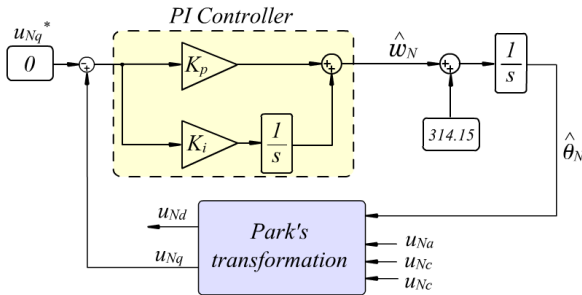 PI Controller
u_Nq*
0
K_p
K_i
1
s
ŵ_N
314.15
1
s
θ̂_N
u_Nd
u_Nq
Park's
transformation
u_Na
u_Nc
u_Nc